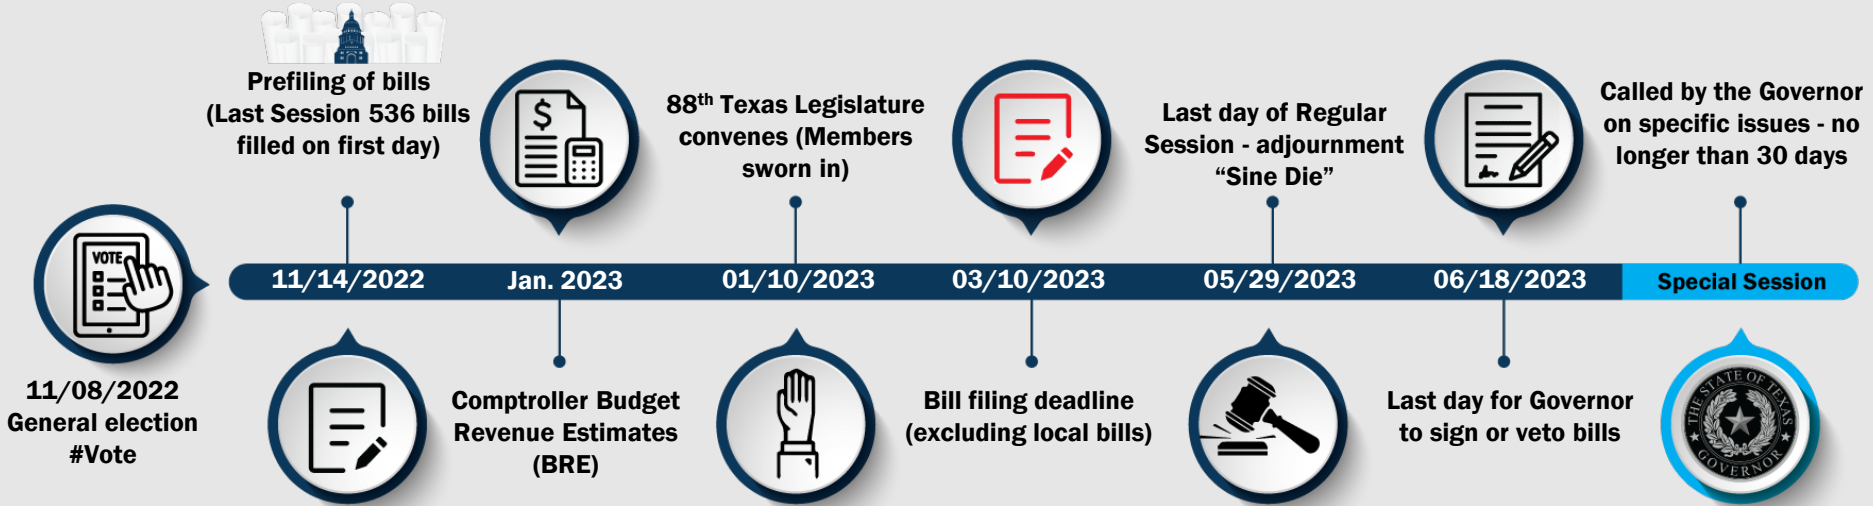 11/08/2022
General election
#Vote
Prefiling of bills
(Last Session 536 bills
filled on first day)
11/14/2022
Jan. 2023
Comptroller Budget
Revenue Estimates
(BRE)
88th Texas Legislature
convenes (Members
sworn in)
01/10/2023
03/10/2023
Bill filing deadline
(excluding local bills)
Last day of Regular
Session - adjournment
“Sine Die”
05/29/2023
06/18/2023
Last day for Governor
to sign or veto bills
Called by the Governor
on specific issues - no
longer than 30 days
Special Session
VOTE
$
THE STATE OF TEXAS
GOVERNOR